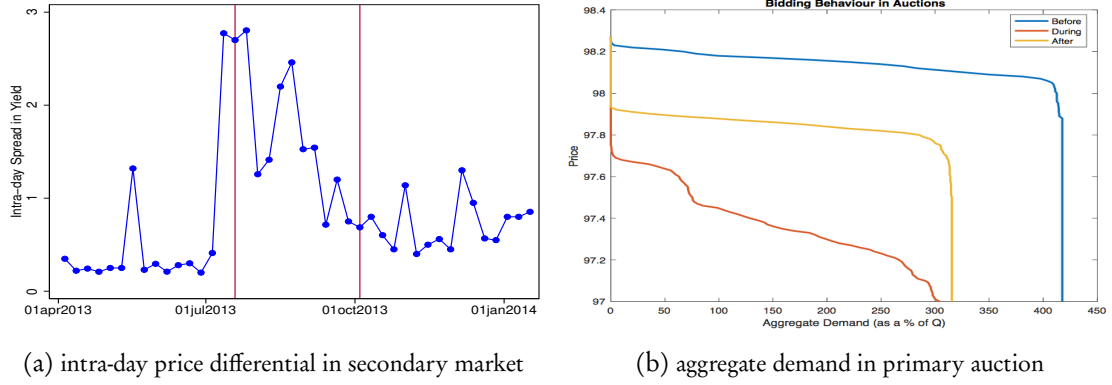 Intra-day Spread in Yield
3
2
1
0
01apr2013 01jul2013 01oct2013 01jan2014
(a) intra-day price differential in secondary market
Bidding Behaviour in Auctions
Before
During
After
Price
98.4
98.2
98
97.8
97.6
97.4
97.2
97
0 50 100 150 200 250 300 350 400 450
Aggregate Demand (as a % of Q)
(b) aggregate demand in primary auction